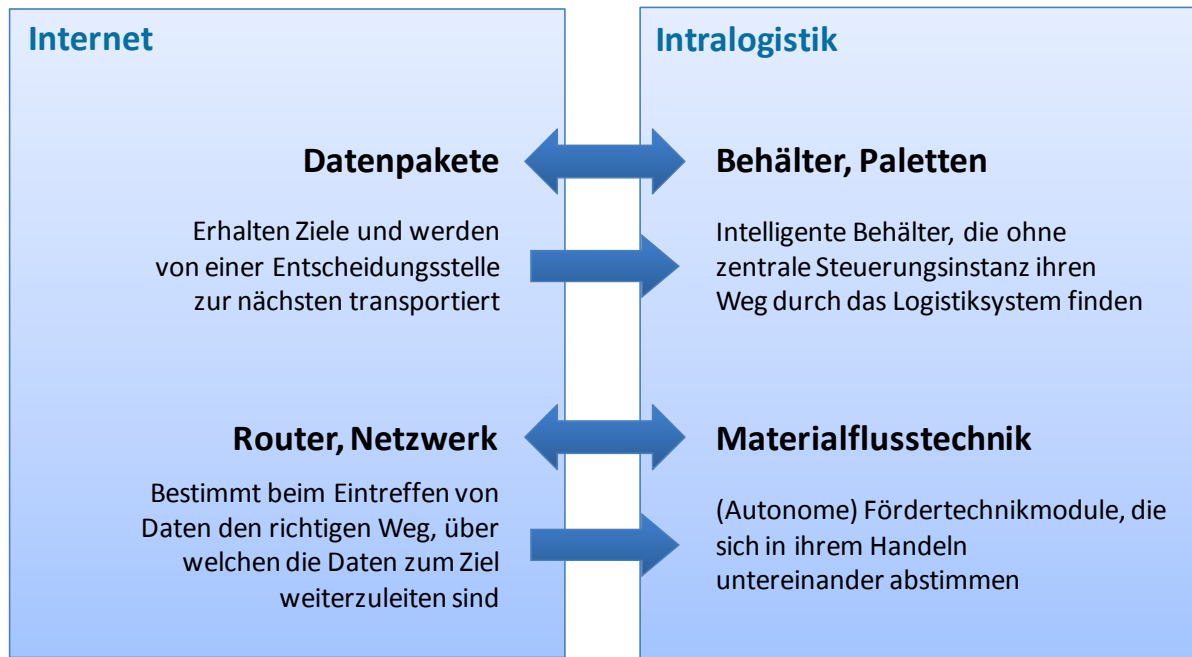 Internet
Datenpakete
Erhalten Ziele und werden
von einer Entscheidungsstelle
zur nächsten transportiert
Router, Netzwerk
Bestimmt beim Eintreffen von
Daten den richtigen Weg, über
welchen die Daten zum Ziel
weiterzuleiten sind
Intralogistik
Behälter, Paletten
Intelligente Behälter, die ohne
zentrale Steuerungsinstanz ihren
Weg durch das Logistiksystem finden
Materialflusstechnik
(Autonome) Fördertechnikmodule, die
sich in ihrem Handeln
untereinander abstimmen